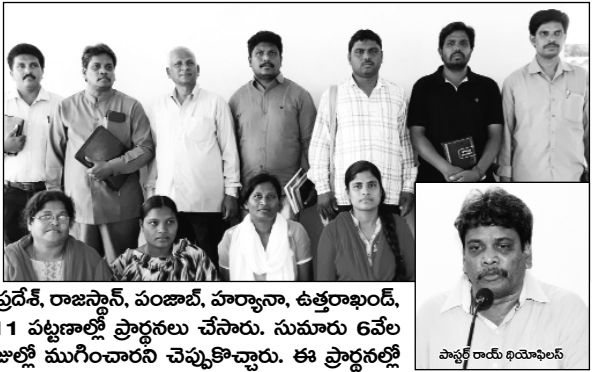 ప్రదేశ్, రాజస్థాన్, పంజాబ్, హర్యానా, ఉత్తరాఖండ్,
11 పట్టణాల్లో ప్రార్థనలు చేసారు. సుమారు 6వేల
ముగించారని చెప్పుకొచ్చారు. ఈ ప్రార్థనల్లో
పాస్టర్ రాయ్ థియోఫిలస్